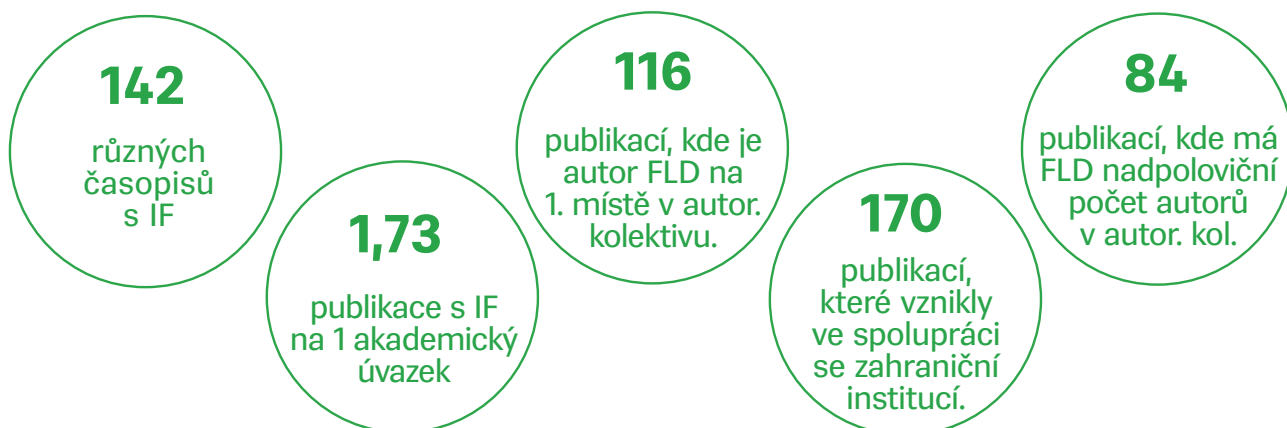 142
různých
časopisů
s IF
1,73
publikace s IF
na 1 akademický
úvazek
116
publikací, kde je
autor FLD na
1. místě v autor.
kolektivu.
170
publikací,
které vznikly
ve spolupráci
se zahraniční
institucí.
84
publikací, kde má
FLD nadpoloviční
počet autorů
v autor. kol.